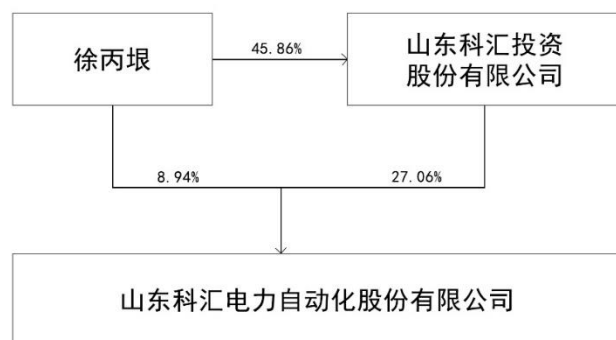 徐丙垠
45.86%
山东科汇投资
股份有限公司
8.94%
27.06%
山东科汇电力自动化股份有限公司